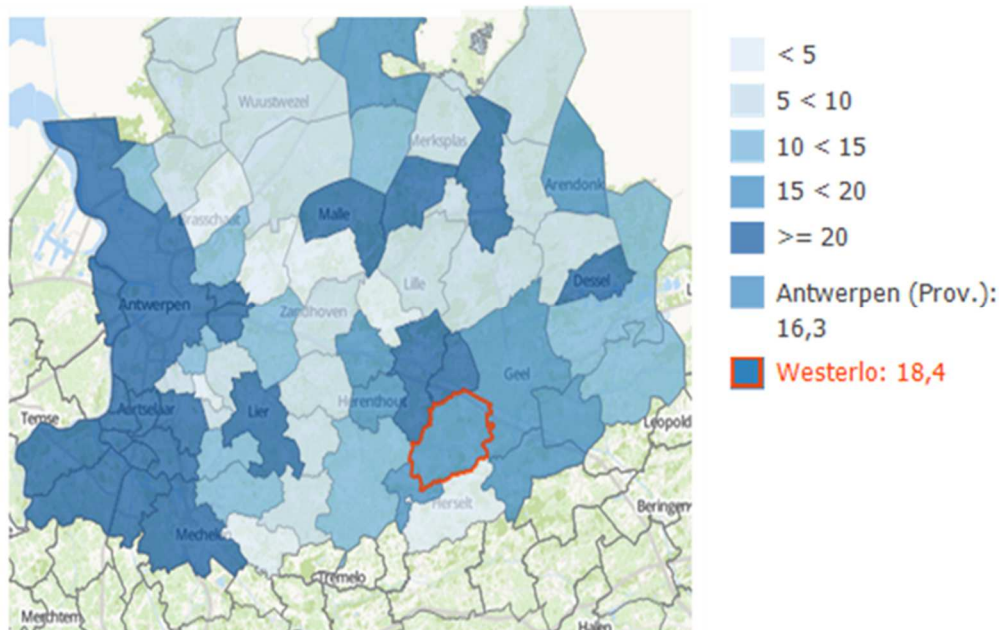 Wuustwezel
Merksplas
Arendonk
Brasschaat
Malle
Dessel
Lille
Antwerpen
Zandhoven
Geel
Aartselaar
Lier
Herenthout
Temse
Leopold
Herselt
Beringen
Mechelen
Tremelo
Merchtem
Halen
< 5
5 < 10
10 < 15
15 < 20
>= 20
Antwerpen (Prov.):
16,3
Westerlo: 18,4